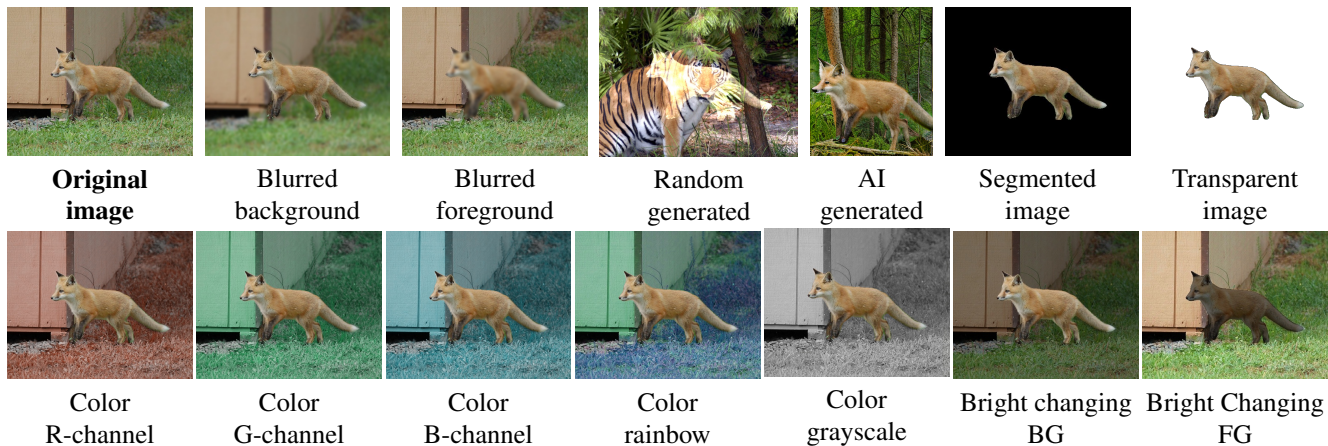 Original
image
Blurred
background
Blurred
foreground
Random
generated
AI
generated
Segmented
image
Transparent
image
Color
R-channel
Color
G-channel
Color
B-channel
Color
rainbow
Color
grayscale
Bright changing
BG
Bright Changing
FG